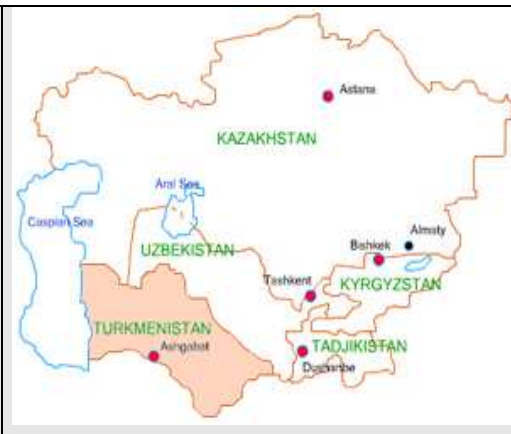 Astana
KAZAKHSTAN
Aral Sea
Caspian Sea
Almaty
Bishkek
UZBEKISTAN
Tashkent
KYRGYZSTAN
TURKMENISTAN
Ashgabat
TADJIKISTAN
Dushanbe